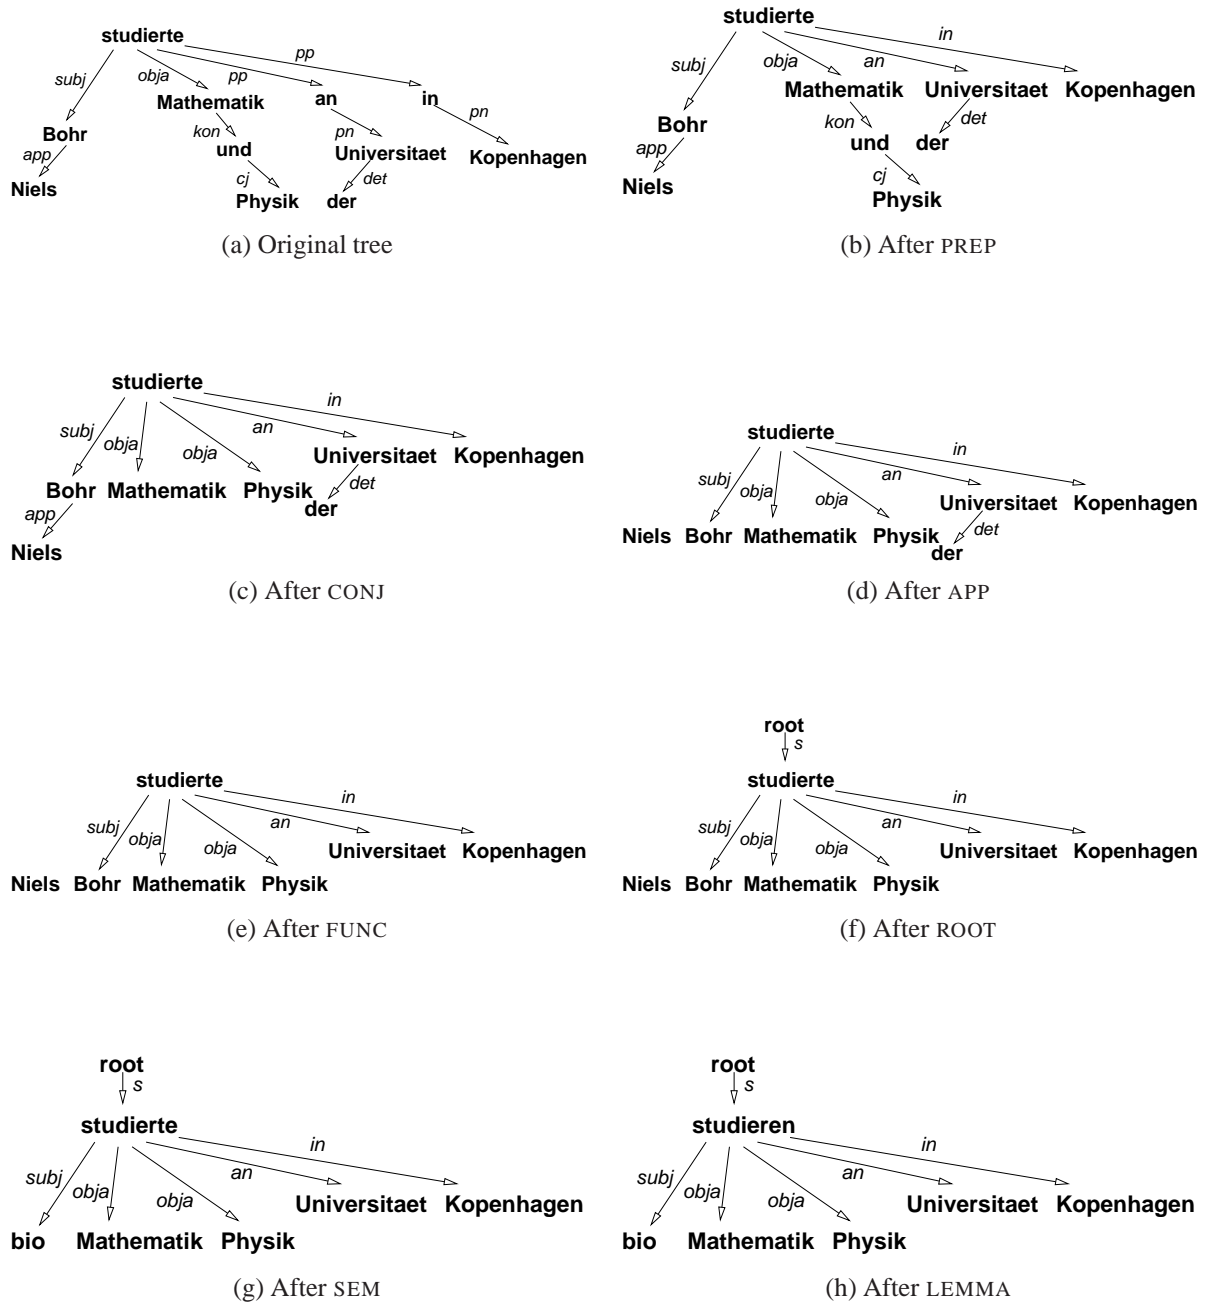 studierte
pp
subj
obja
pp
Mathematik
an
in
Bohr
kon
und
pn
pn
app
Universitaet
Kopenhagen
Niels
cj
det
Physik
der
(a) Original tree
studierte
in
subj
obja
an
Mathematik
Universitaet
Kopenhagen
Bohr
kon
det
app
und
der
Niels
cj
Physik
(b) After PREP
studierte
in
subj
obja
obja
an
Universitaet
Kopenhagen
Bohr
Mathematik
Physik
det
app
der
Niels
(c) After CONJ
studierte
in
subj
obja
obja
an
Universitaet
Kopenhagen
Niels Bohr
Mathematik
Physik
det
der
(d) After APP
studierte
in
subj
obja
obja
an
Universitaet
Kopenhagen
Niels Bohr
Mathematik
Physik
(e) After FUNC
root
s
studierte
in
subj
obja
obja
an
Universitaet
Kopenhagen
Niels Bohr
Mathematik
Physik
(f) After ROOT
root
s
studierte
in
subj
obja
obja
an
Universitaet
Kopenhagen
bio
Mathematik
Physik
(g) After SEM
root
s
studieren
in
subj
obja
obja
an
Universitaet
Kopenhagen
bio
Mathematik
Physik
(h) After LEMMA